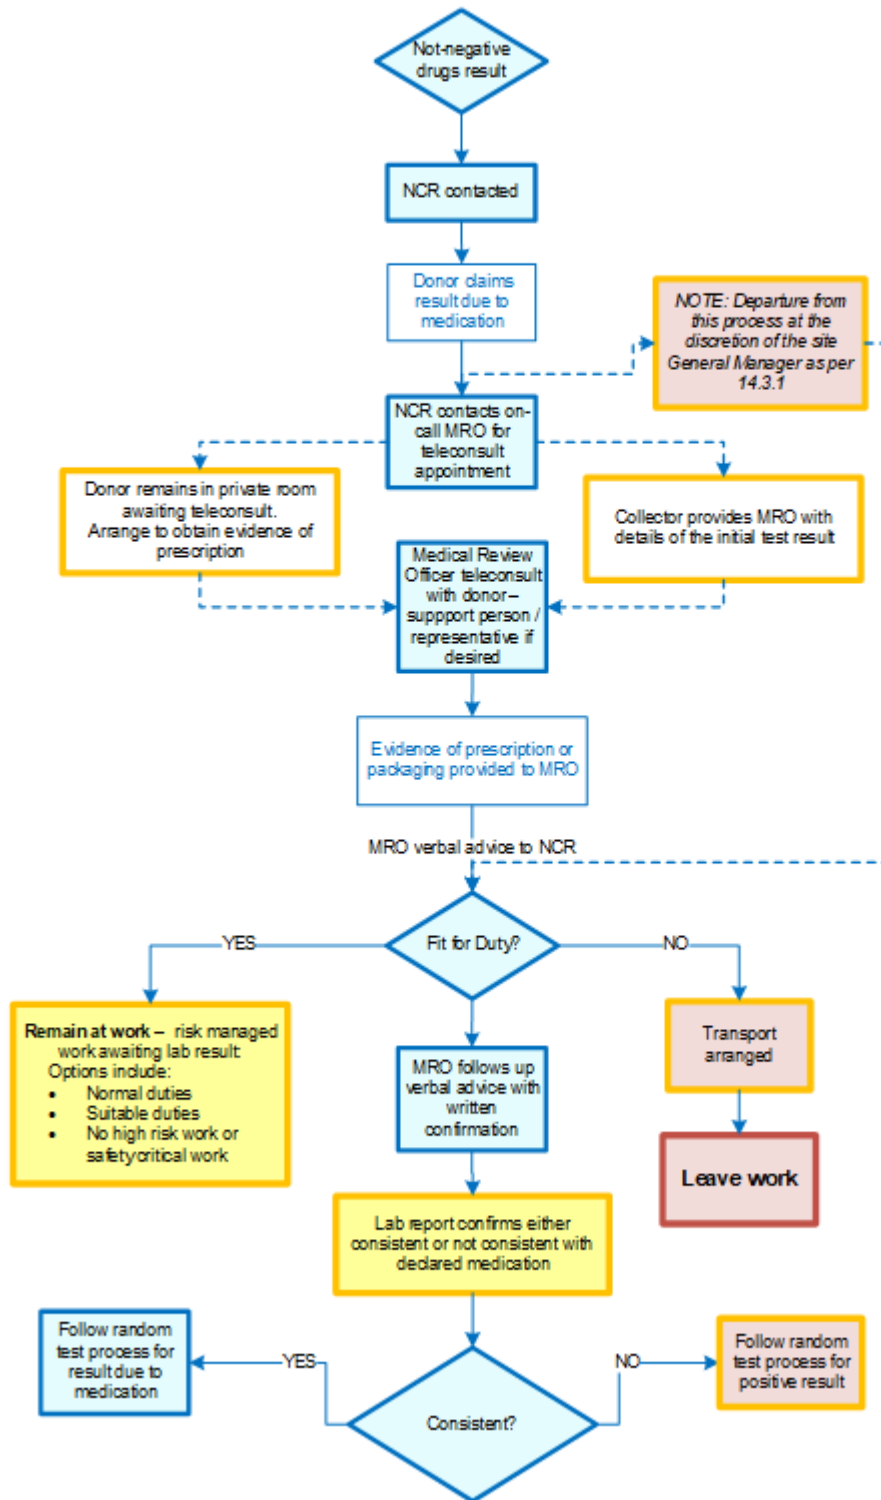 Not-negative
drugs result
NCR contacted
Donor claims
result due to
medication
NOTE: Departure from
this process at the
discretion of the site
General Manager as per
14.3.1
NCR contacts on-
call MRO for
teleconsult
appointment
Donor remains in private room
awaiting teleconsult.
Arrange to obtain evidence of
prescription
Collector provides MRO with
details of the initial test result
Medical Review
Officer teleconsult
with donor –
suppport person /
representative if
desired
Evidence of prescription or
packaging provided to MRO
MRO verbal advice to NCR
Fit for Duty?
YES
NO
Remain at work – risk managed
work awaiting lab result:
Options include:
• Normal duties
• Suitable duties
• No high risk work or
safety critical work
MRO follows up
verbal advice with
written
confirmation
Transport
arranged
Leave work
Lab report confirms either
consistent or not consistent with
declared medication
Follow random
test process for
result due to
medication
YES
Consistent?
NO
Follow random
test process for
positive result